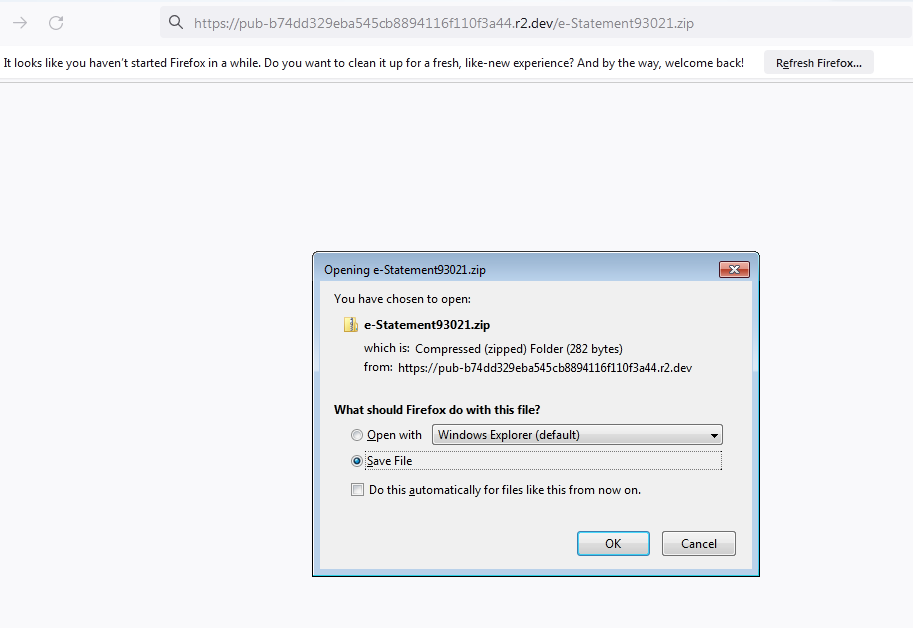 https://pub-b74dd329eba545cb8894116f110f3a44.r2.dev/e-Statement93021.zip
It looks like you haven't started Firefox in a while. Do you want to clean it up for a fresh, like-new experience? And by the way, welcome back! Refresh Firefox...
Opening e-Statement93021.zip
You have chosen to open:
e-Statement93021.zip
which is: Compressed (zipped) Folder (282 bytes)
from: https://pub-b74dd329eba545cb8894116f110f3a44.r2.dev
What should Firefox do with this file?
Open with Windows Explorer (default)
Save File
Do this automatically for files like this from now on.
OK Cancel